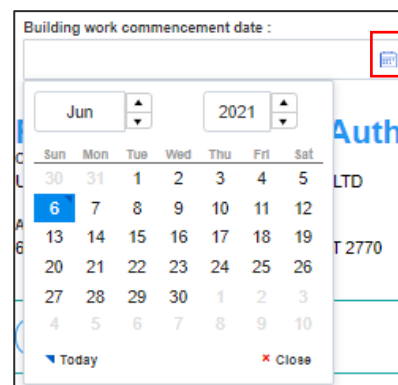 Building work commencement date :
Jun 2021
Auth
Sun Mon Tue Wed Thu Fri Sat
30 31 1 2 3 4 5
LTD
6 7 8 9 10 11 12
13 14 15 16 17 18 19
T 2770
20 21 22 23 24 25 26
27 28 29 30 1 2 3
4 5 6 7 8 9 10
Today Close